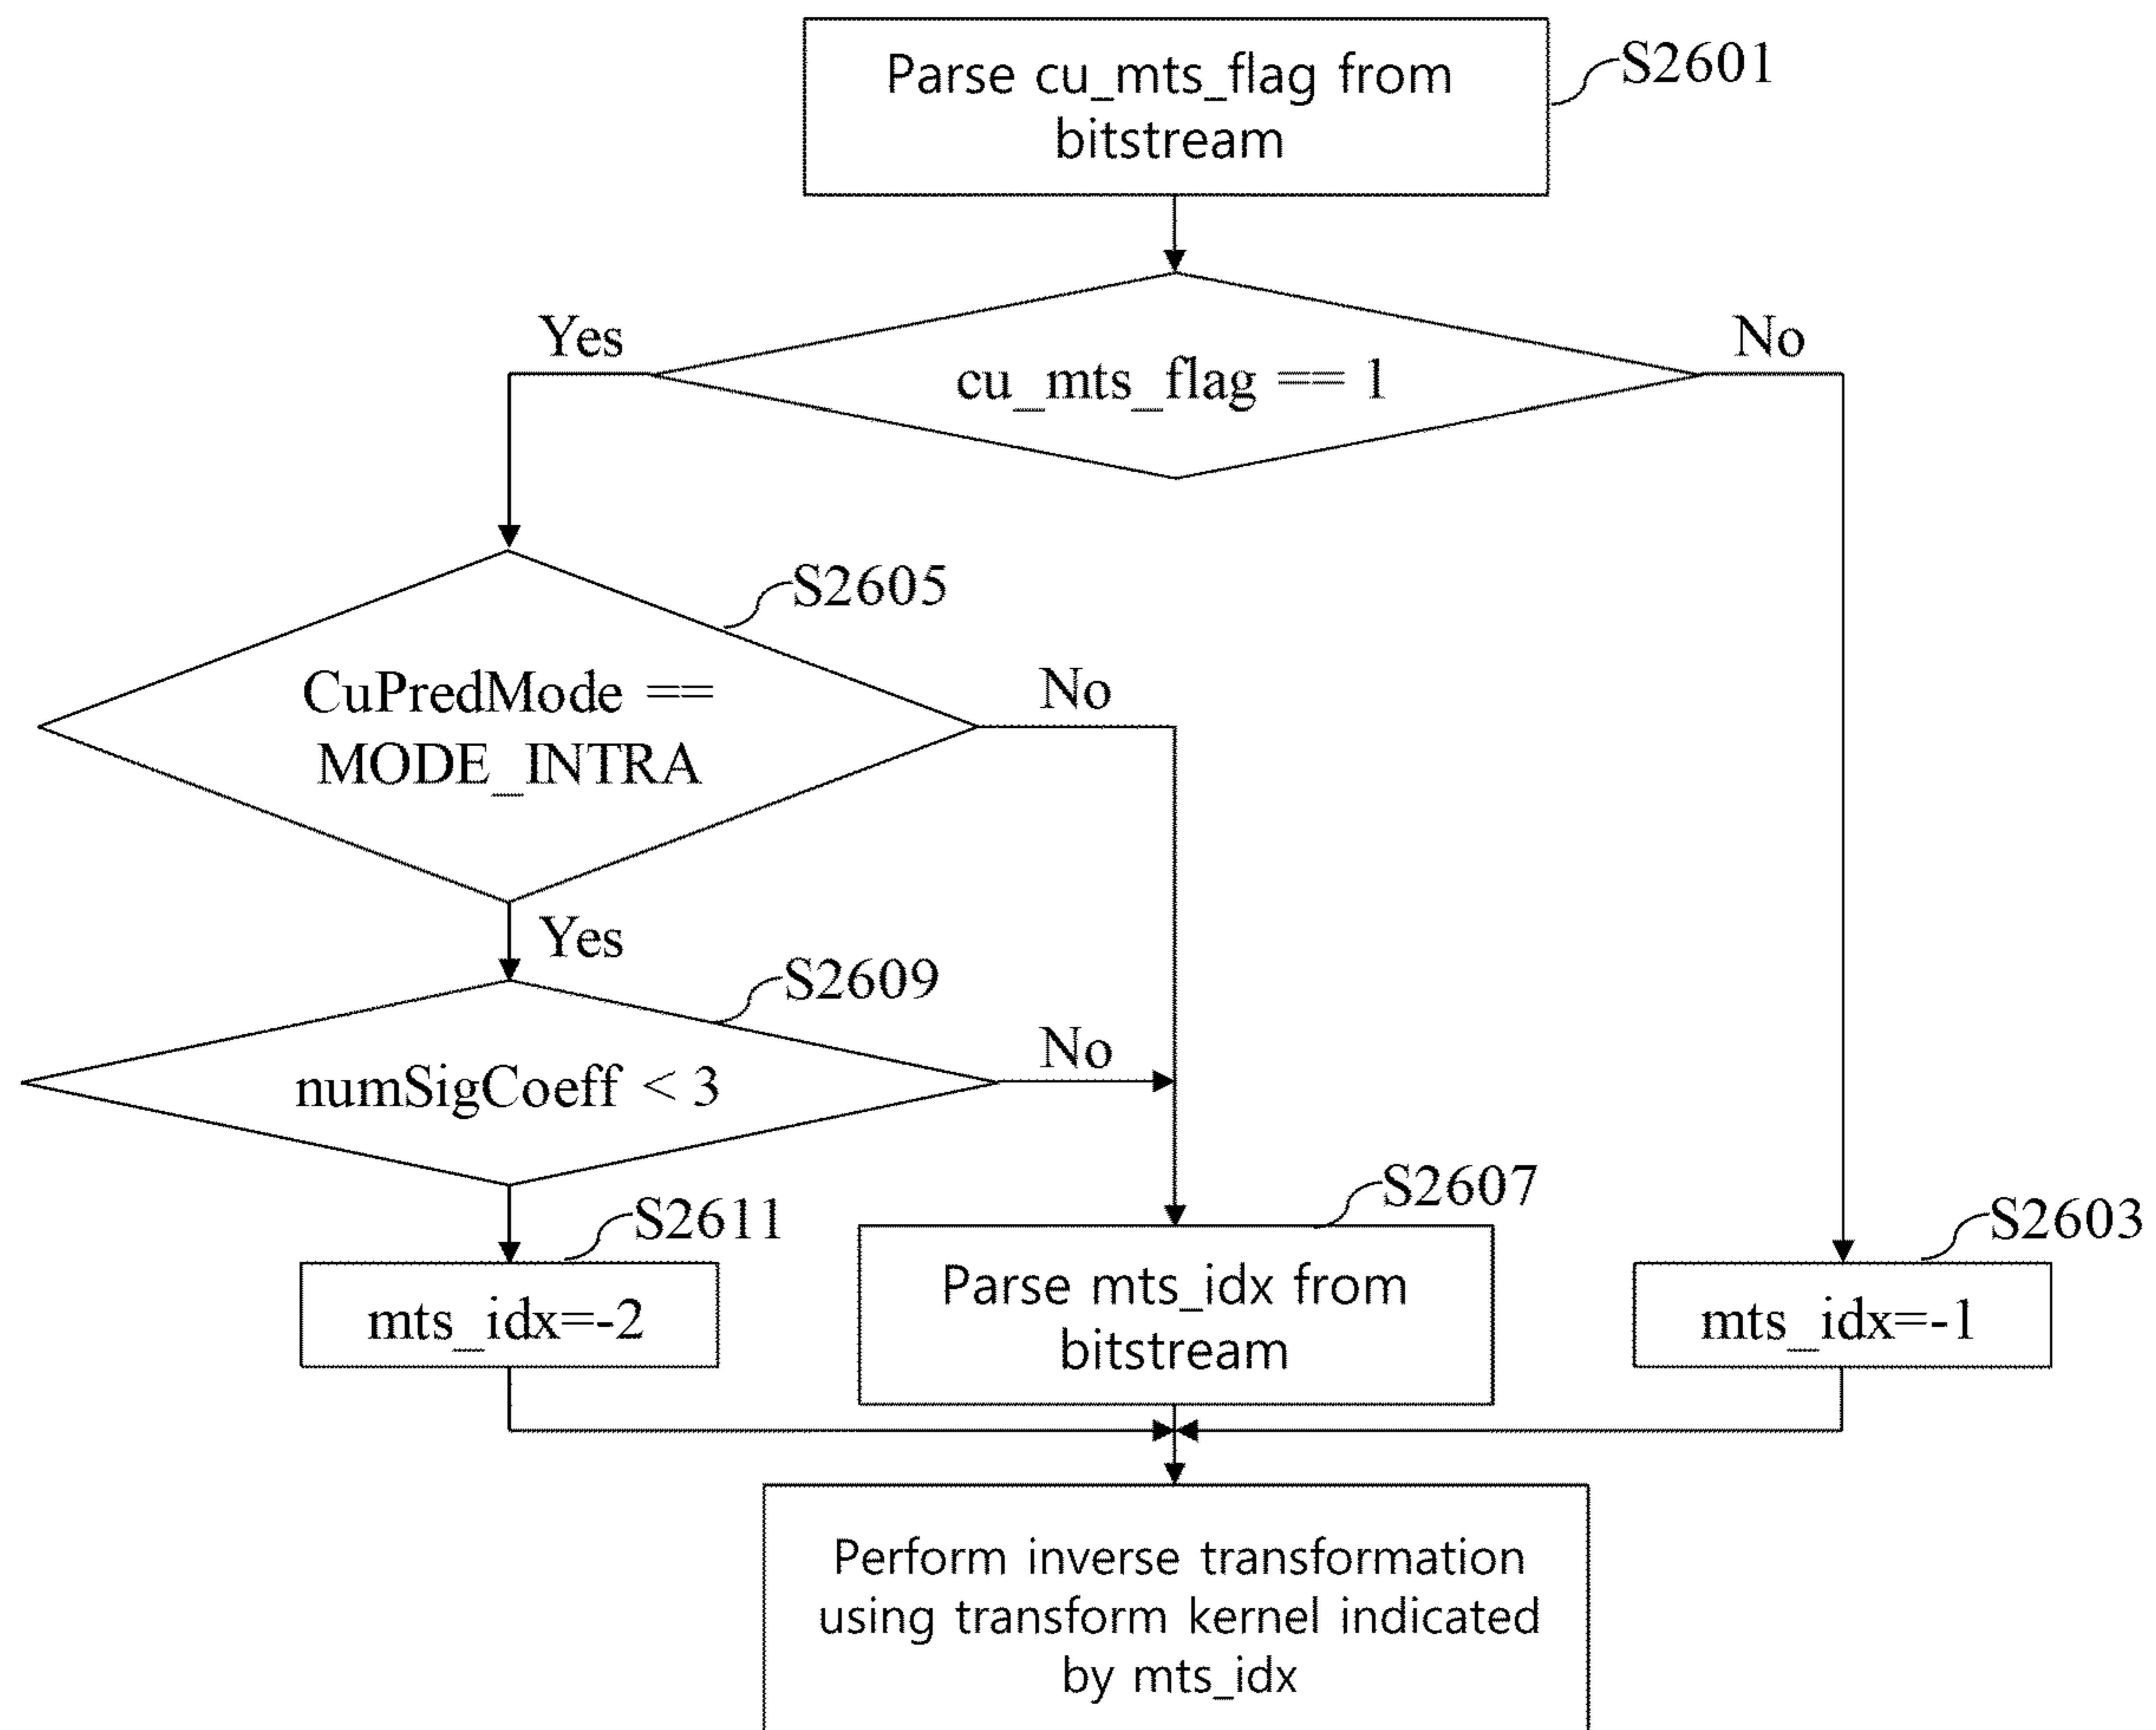 Parse cu_mts_flag from
bitstream
S2601
Yes
No
cu_mts_flag == 1
S2605
CuPredMode ==
MODE_INTRA
No
Yes
S2609
numSigCoeff < 3
No
S2611
mts_idx=-2
S2607
Parse mts_idx from
bitstream
S2603
mts_idx=-1
Perform inverse transformation
using transform kernel indicated
by mts_idx